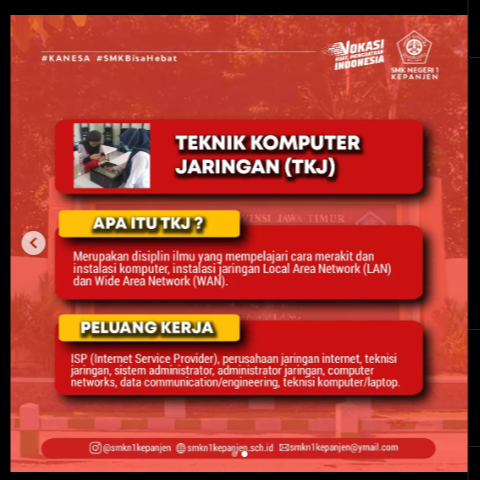 #KANESA #SMKBisaHebat
VOKASI
KUAT, MENGUATKAN
INDONESIA
SMK NEGERI 1
KEPANJEN
TEKNIK KOMPUTER
JARINGAN (TKJ)
VINSI JAWA TIMUR
APA ITU TKJ ?
Merupakan disiplin ilmu yang mempelajari cara merakit dan
instalasi komputer, instalasi jaringan Local Area Network (LAN)
dan Wide Area Network (WAN).
PELUANG KERJA
ISP (Internet Service Provider), perusahaan jaringan internet, teknisi
jaringan, sistem administrator, administrator jaringan, computer
networks, data communication/engineering, teknisi komputer/laptop.
@smkn1kepanjen smkn1kepanjen.sch.id smkn1kepanjen@ymail.com